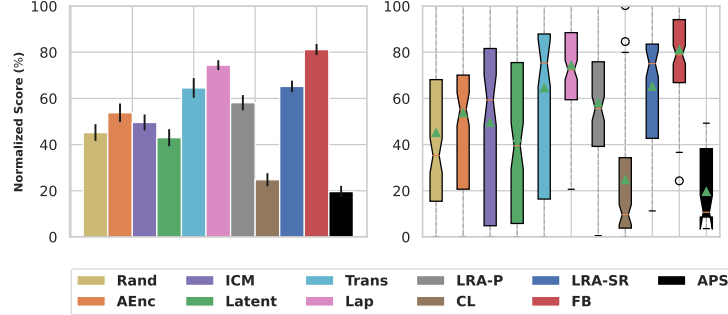 100
80
60
40
20
0
Normalized Score (%)
100
80
60
40
20
0
Rand
ICM
Trans
LRA-P
LRA-SR
APS
AEnc
Latent
Lap
CL
FB